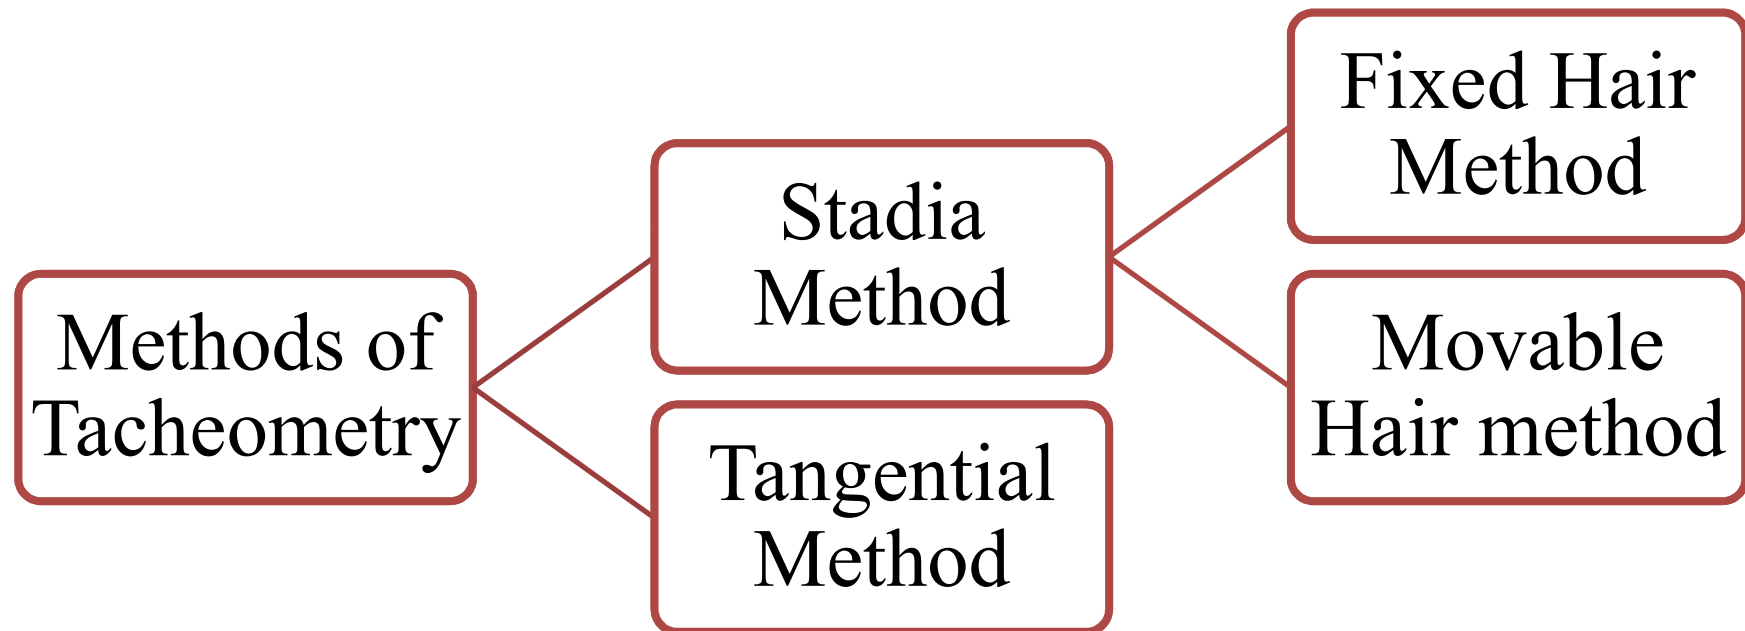 Methods of
Tacheometry
Stadia
Method
Tangential
Method
Fixed Hair
Method
Movable
Hair method